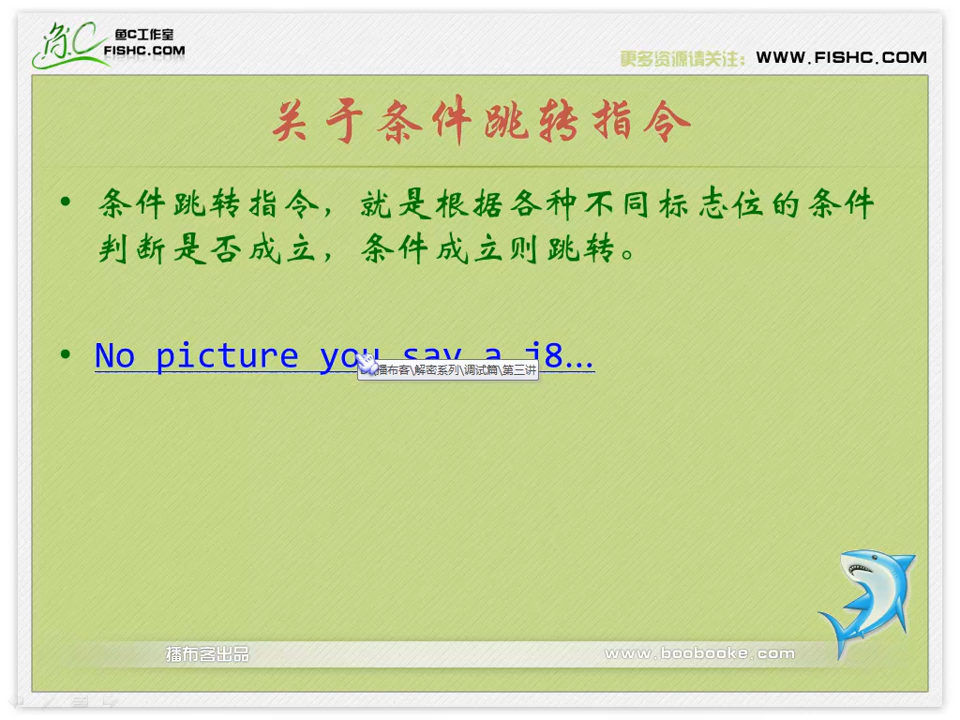 鱼C工作室
FISHC.COM
更多资源请关注: WWW.FISHC.COM
关于条件跳转指令
• 条件跳转指令，就是根据各种不同标志位的条件
判断是否成立，条件成立则跳转。
• No picture you say a j8...
播布客\解密系列\调试篇\第三讲
播布客出品
www.boobooke.com